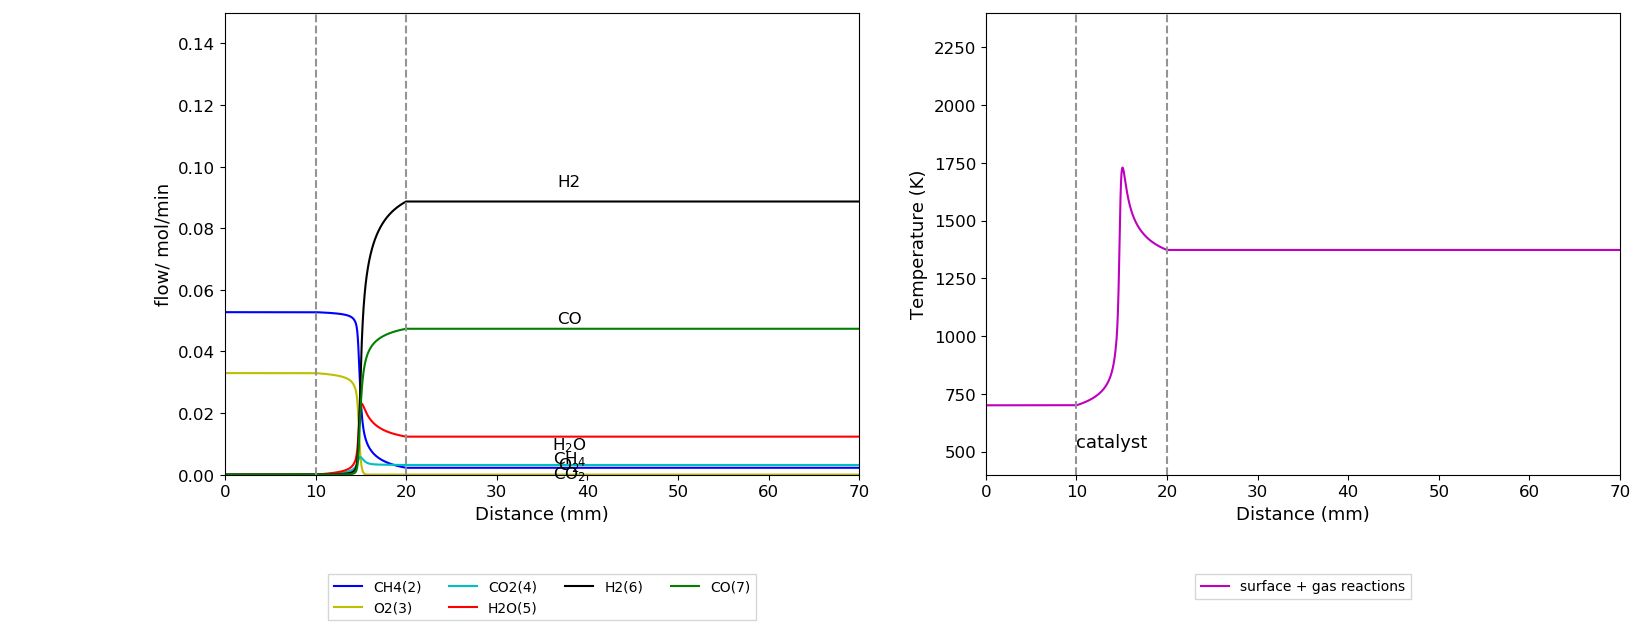 0.14
0.12
0.10
0.08
0.06
0.04
0.02
0.00
flow/ mol/min
H2
CO
H₂O
CH₄
O₂
CO₂
0 10 20 30 40 50 60 70
Distance (mm)
CH4(2) CO2(4) H2(6) CO(7)
O2(3) H2O(5)
2250
2000
1750
1500
1250
1000
750
500
Temperature (K)
catalyst
0 10 20 30 40 50 60 70
Distance (mm)
surface + gas reactions